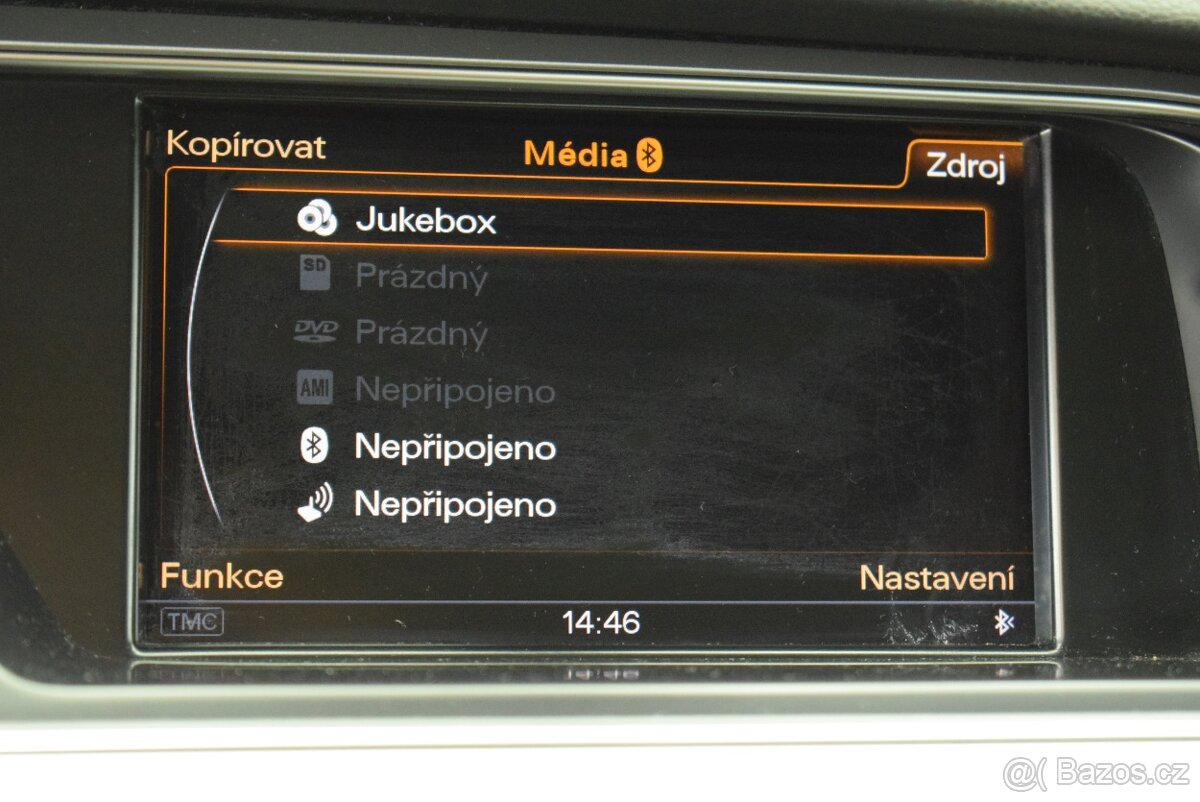 Kopírovat
Média
Zdroj
Jukebox
SD Prázdný
DVD Prázdný
AMI Nepřipojeno
Nepřipojeno
Nepřipojeno
Funkce
Nastavení
TMC
14:46
@( Bazos.cz